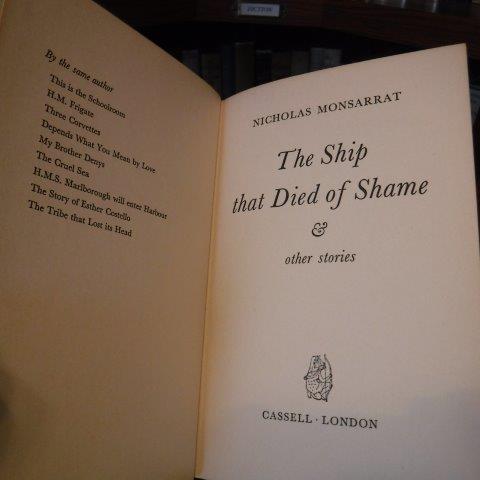 FICTION
By the same author
This is the Schoolroom
H.M. Frigate
Three Corvettes
Depends What You Mean by Love
My Brother Denys
The Cruel Sea
H.M.S. Marlborough will enter Harbour
The Story of Esther Costello
The Tribe that Lost its Head
NICHOLAS MONSARRAT
The Ship
that Died of Shame
&
other stories
CASSELL · LONDON